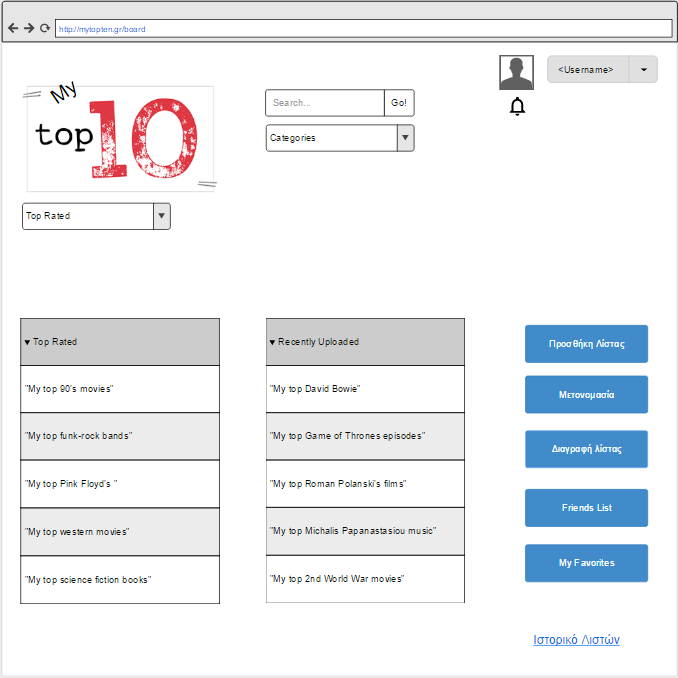 http://mytopten.gr/board
<Username>
My
top 10
Search...
Go!
Categories
Top Rated
Top Rated
"My top 90's movies"
"My top funk-rock bands"
"My top Pink Floyd's "
"My top western movies"
"My top science fiction books"
Recently Uploaded
"My top David Bowie"
"My top Game of Thrones episodes"
"My top Roman Polanski's films"
"My top Michalis Papanastasiou music"
"My top 2nd World War movies"
Προσθήκη Λίστας
Μετονομασία
Διαγραφή λίστας
Friends List
My Favorites
Ιστορικό Λιστών